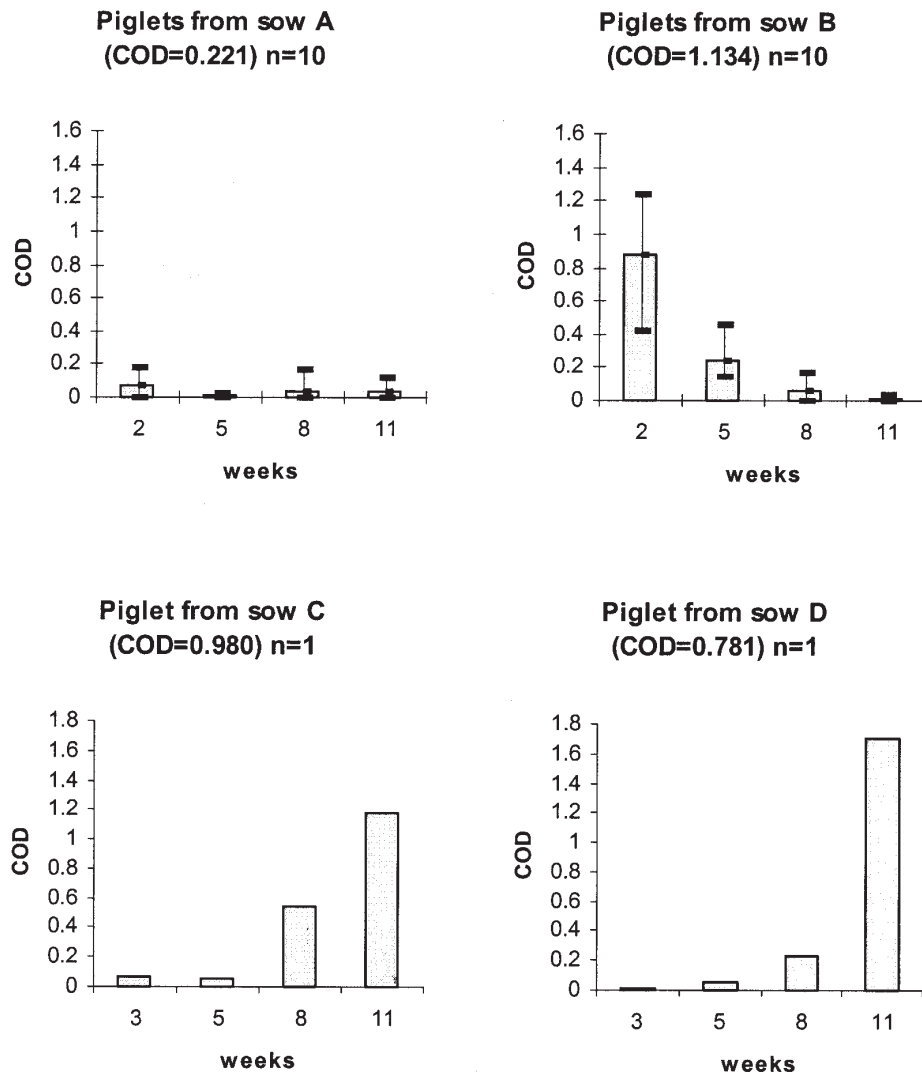 Piglets from sow A
(COD=0.221) n=10
COD
1.6
1.4
1.2
1
0.8
0.6
0.4
0.2
0
2 5 8 11
weeks
Piglets from sow B
(COD=1.134) n=10
COD
1.6
1.4
1.2
1
0.8
0.6
0.4
0.2
0
2 5 8 11
weeks
Piglet from sow C
(COD=0.980) n=1
COD
1.8
1.6
1.4
1.2
1
0.8
0.6
0.4
0.2
0
3 5 8 11
weeks
Piglet from sow D
(COD=0.781) n=1
COD
1.8
1.6
1.4
1.2
1
0.8
0.6
0.4
0.2
0
3 5 8 11
weeks